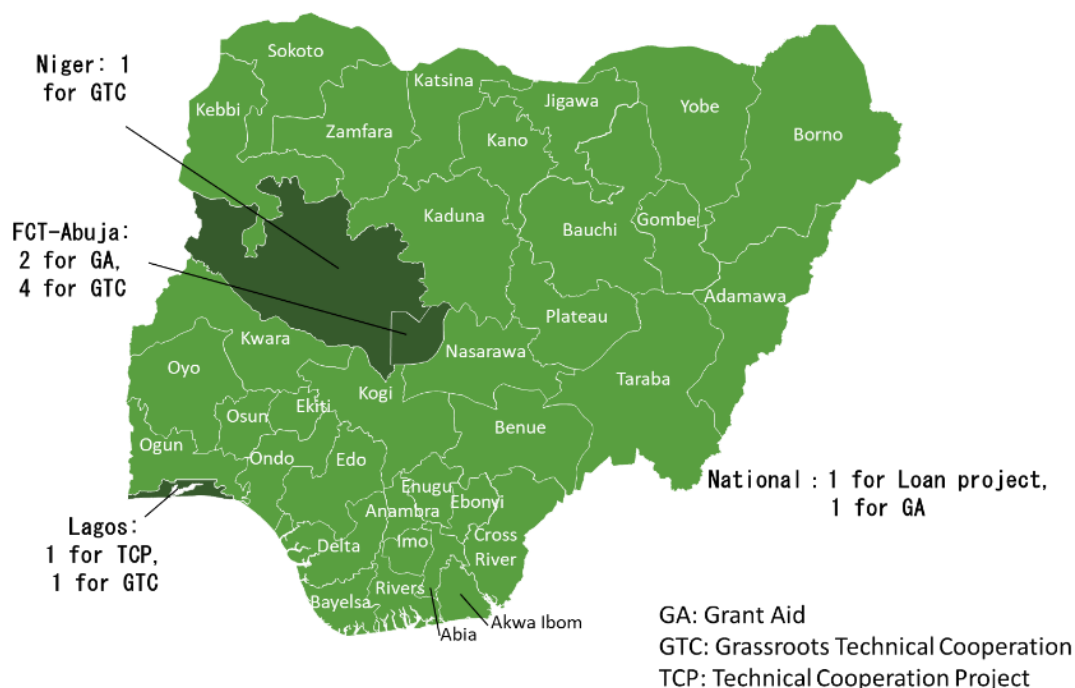 Niger: 1
for GTC
Sokoto
Katsina
Kebbi
Jigawa
Yobe
Zamfara
Kano
Borno
FCT-Abuja:
2 for GA,
4 for GTC
Kaduna
Bauchi
Gombe
Adamawa
Plateau
Kwara
Nasarawa
Oyo
Taraba
Kogi
Ekiti
Osun
Benue
Ogun
Ondo
Edo
National : 1 for Loan project,
1 for GA
Enugu
Ebonyi
Anambra
Lagos:
1 for TCP,
1 for GTC
Delta
Imo
Cross
River
Rivers
Bayelsa
Abia
Akwa Ibom
GA: Grant Aid
GTC: Grassroots Technical Cooperation
TCP: Technical Cooperation Project